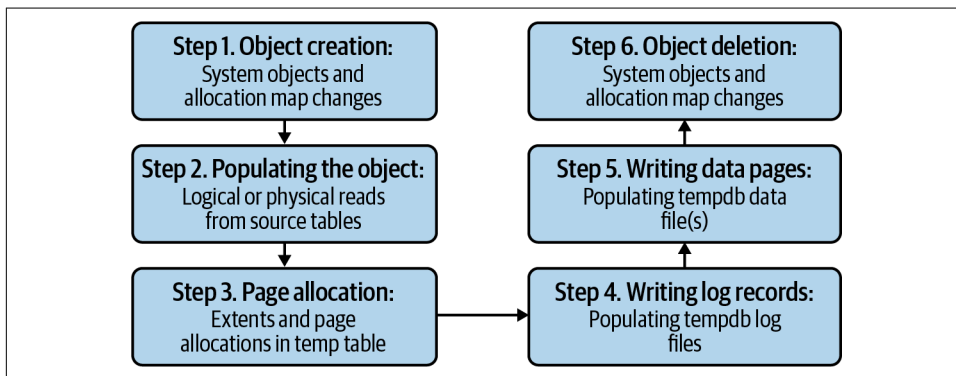 Step 1. Object creation:
System objects and
allocation map changes
Step 2. Populating the object:
Logical or physical reads
from source tables
Step 3. Page allocation:
Extents and page
allocations in temp table
Step 4. Writing log records:
Populating tempdb log
files
Step 5. Writing data pages:
Populating tempdb data
file(s)
Step 6. Object deletion:
System objects and
allocation map changes